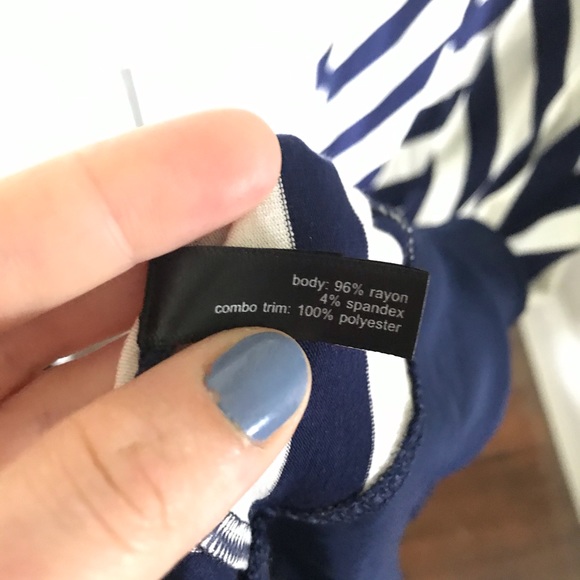 body: 96% rayon
4% spandex
combo trim: 100% polyester